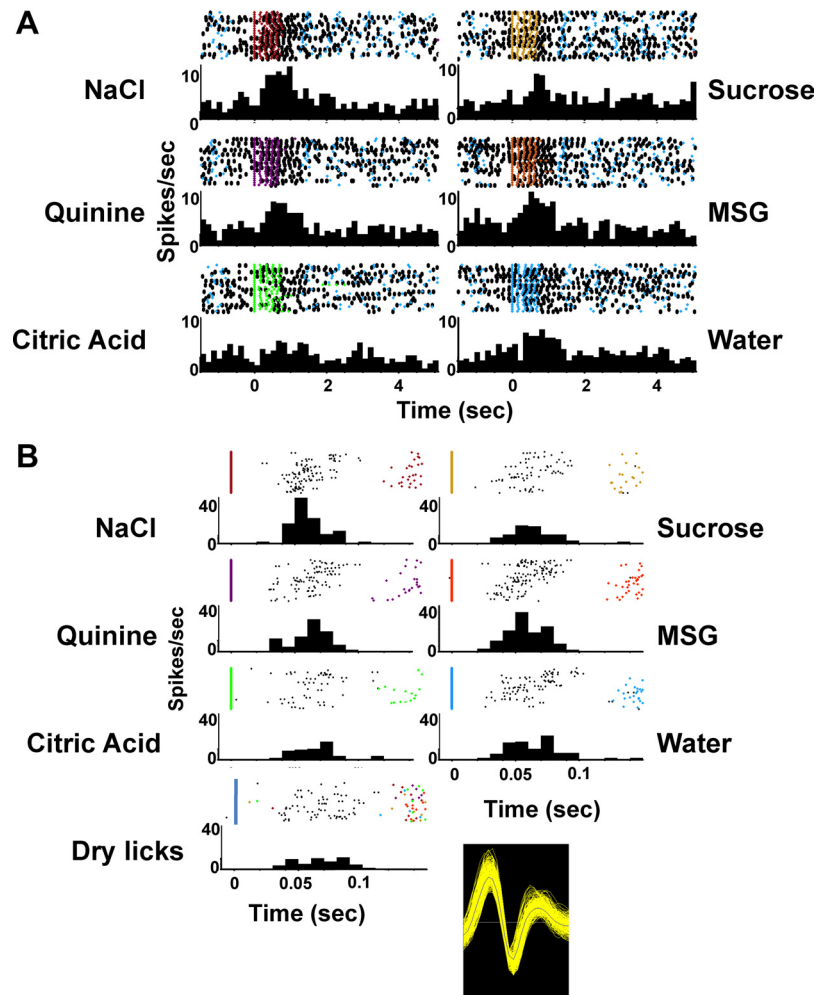 A
NaCl
10
0
Sucrose
10
0
Spikes/sec
Quinine
10
0
MSG
10
0
Citric Acid
10
0
Water
10
0
0 2 4
0 2 4
Time (sec)
B
NaCl
40
0
Sucrose
40
0
Spikes/sec
Quinine
40
0
MSG
40
0
Citric Acid
40
0
Water
40
0
0 0.05 0.1
Time (sec)
Dry licks
40
0
0 0.05 0.1
Time (sec)